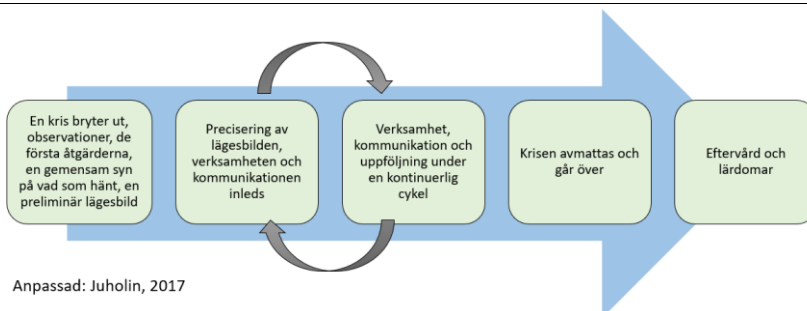 En kris bryter ut,
observationer, de
första åtgärderna,
en gemensam syn
på vad som hänt, en
preliminär lägesbild
Precisering av
lägesbilden,
verksamheten och
kommunikationen
inleds
Verksamhet,
kommunikation och
uppföljning under
en kontinuerlig
cykel
Krisen avmattas och
går över
Eftervård och
lärdomar
Anpassad: Juholin, 2017